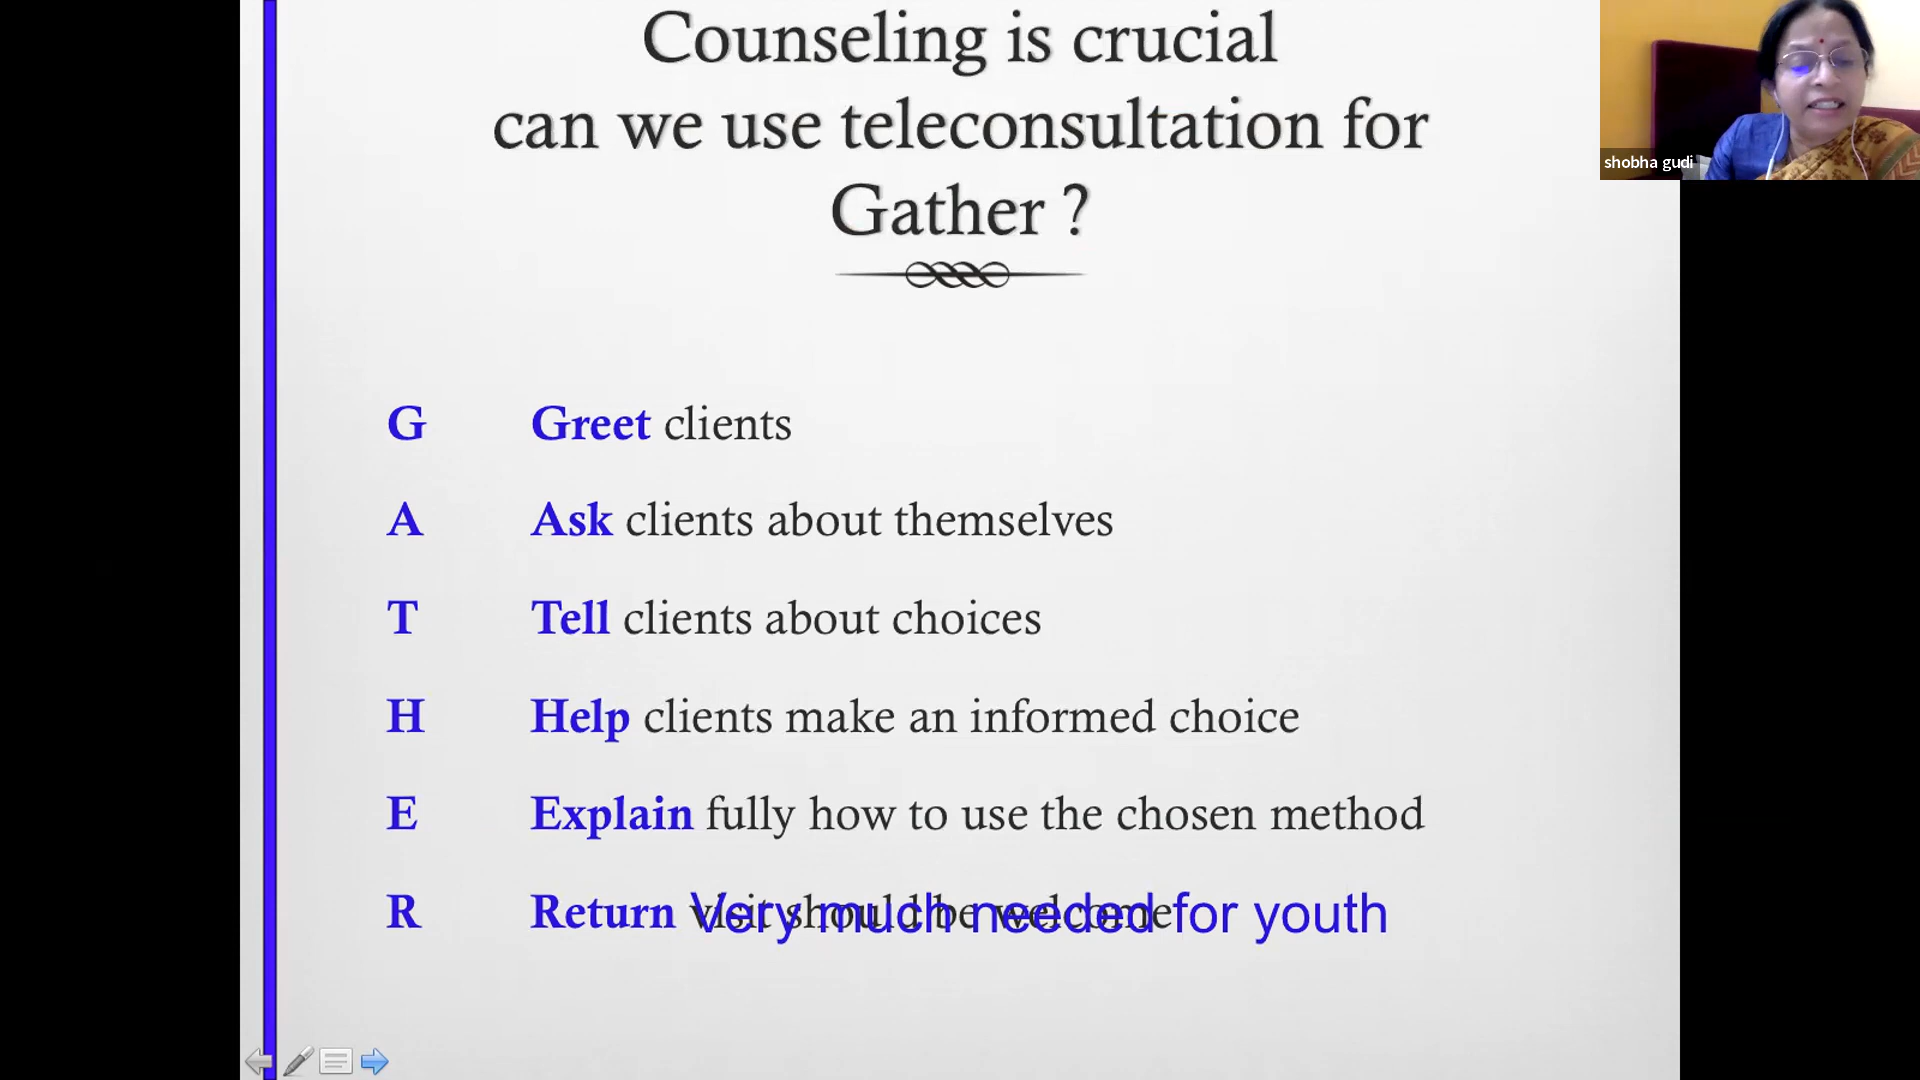 Counseling is crucial
can we use teleconsultation for
Gather ?
shobha gudi
G Greet clients
A Ask clients about themselves
T Tell clients about choices
H Help clients make an informed choice
E Explain fully how to use the chosen method
R Return visit should be welcome
Very much needed for youth